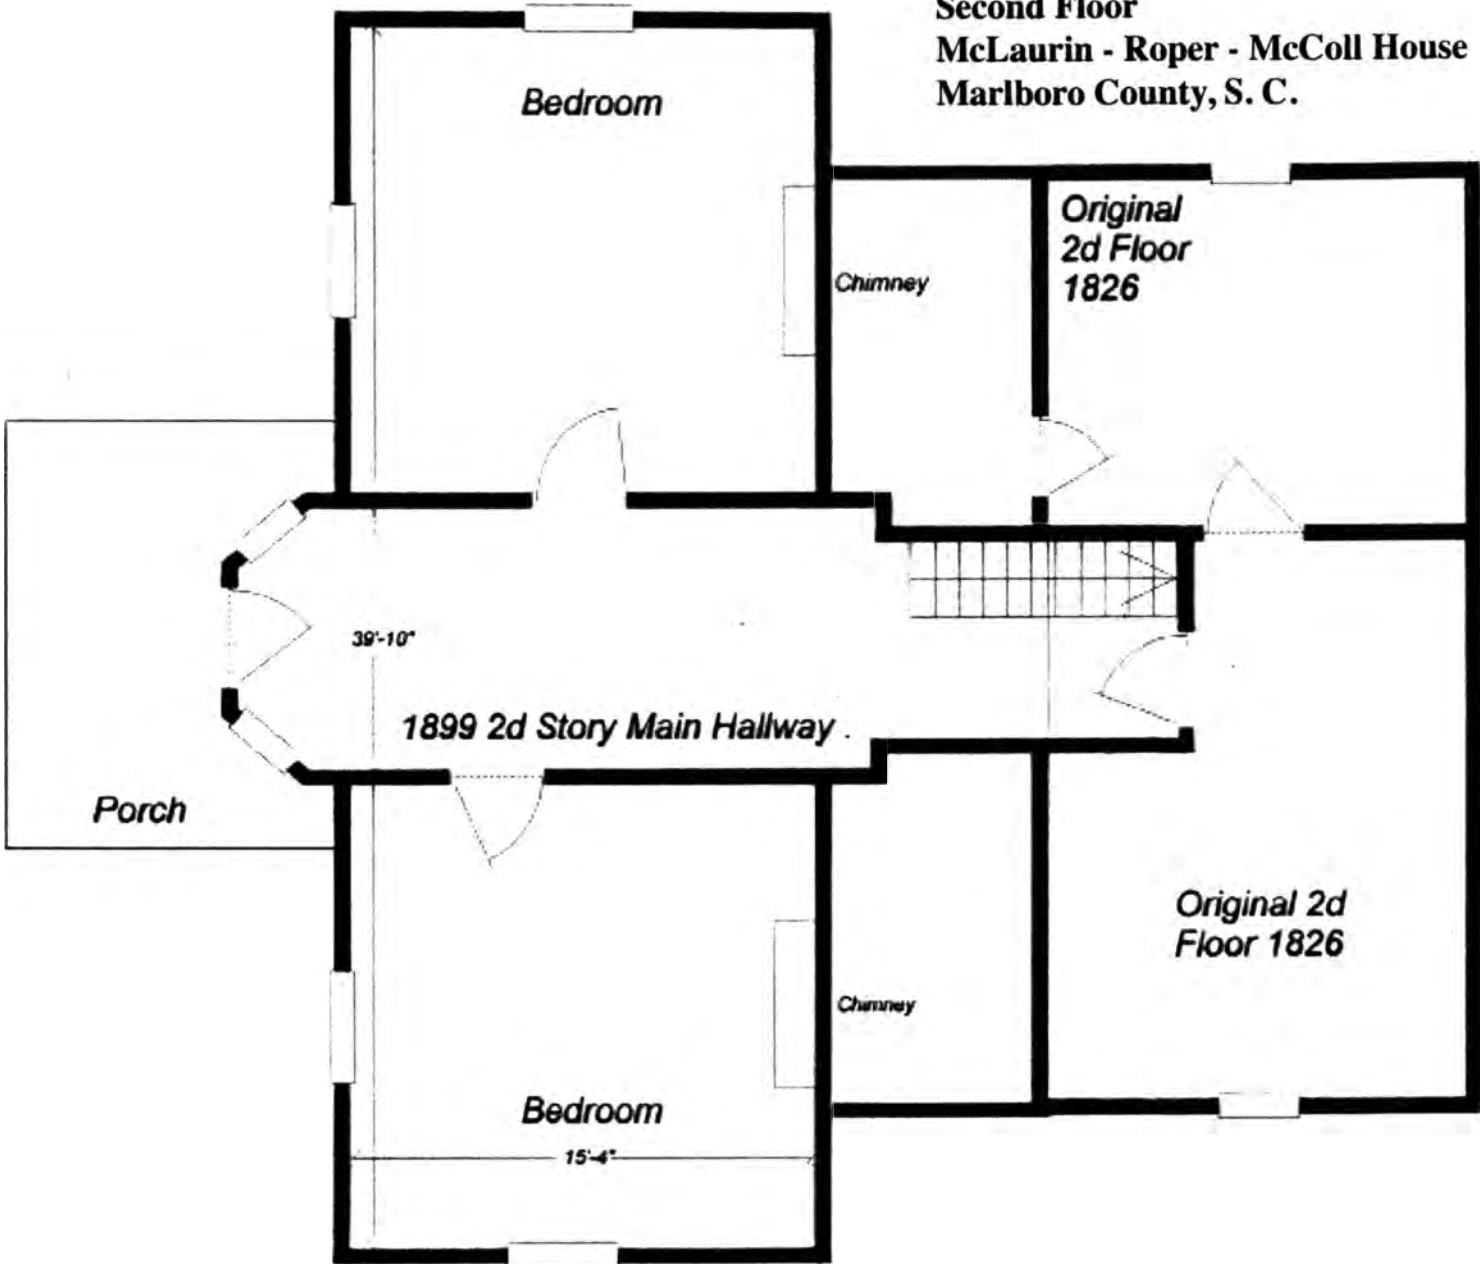 Second Floor
McLaurin - Roper - McColl House
Marlboro County, S. C.
Bedroom
Original
2d Floor
1826
Chimney
39'-10"
1899 2d Story Main Hallway
Porch
Original 2d
Floor 1826
Chimney
Bedroom
15'-4"